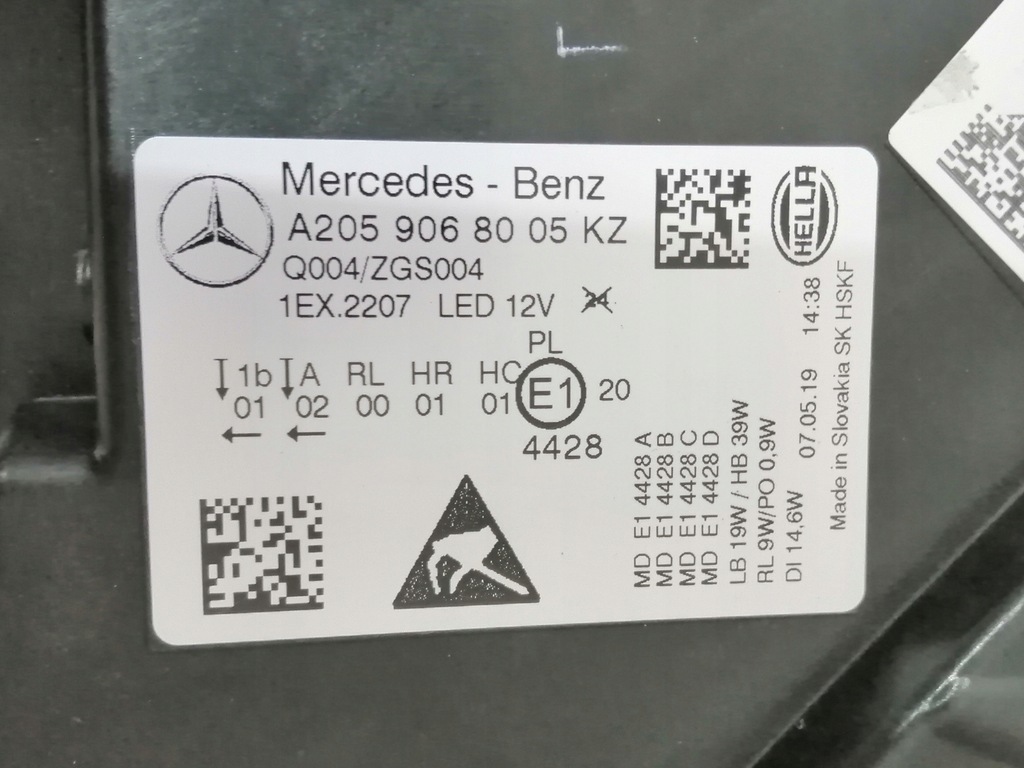 Mercedes - Benz
A205 906 80 05 KZ
Q004/ZGS004
1EX.2207 LED 12V 24
HELLA
PL
1b A RL HR HC E1 20
01 02 00 01 01
4428
MD E1 4428 A
MD E1 4428 B
MD E1 4428 C
MD E1 4428 D
LB 19W / HB 39W
RL 9W/PO 0,9W
DI 14,6W 07.05.19 14:38
Made in Slovakia SK HSKF